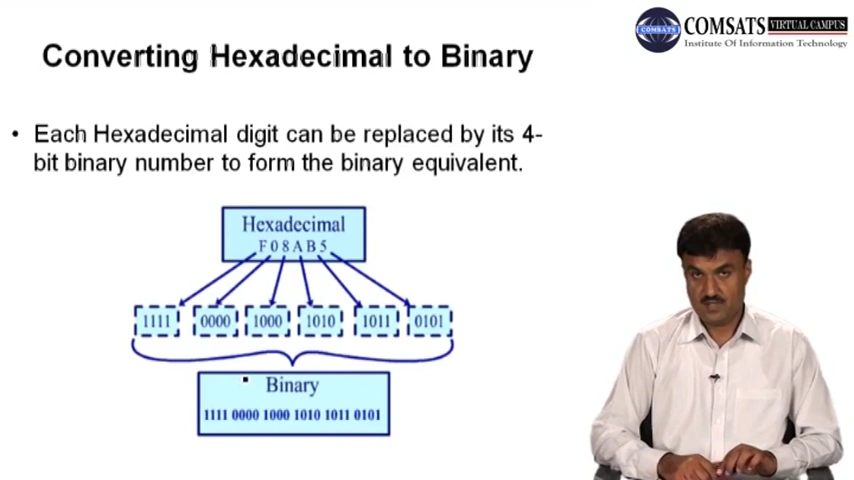 COMSATS VIRTUAL CAMPUS
COMSATS
Institute Of Information Technology
Converting Hexadecimal to Binary
• Each Hexadecimal digit can be replaced by its 4-
bit binary number to form the binary equivalent.
Hexadecimal
F 0 8 A B 5
1111 0000 1000 1010 1011 0101
Binary
1111 0000 1000 1010 1011 0101